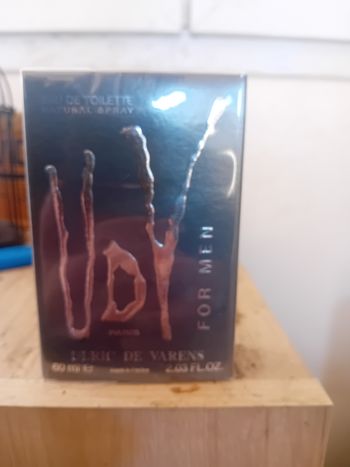 EAU DE TOILETTE
NATURAL SPRAY
UDV
FOR MEN
PARIS
ULRIC DE VARENS
60 ml e 2.03 FL.OZ.